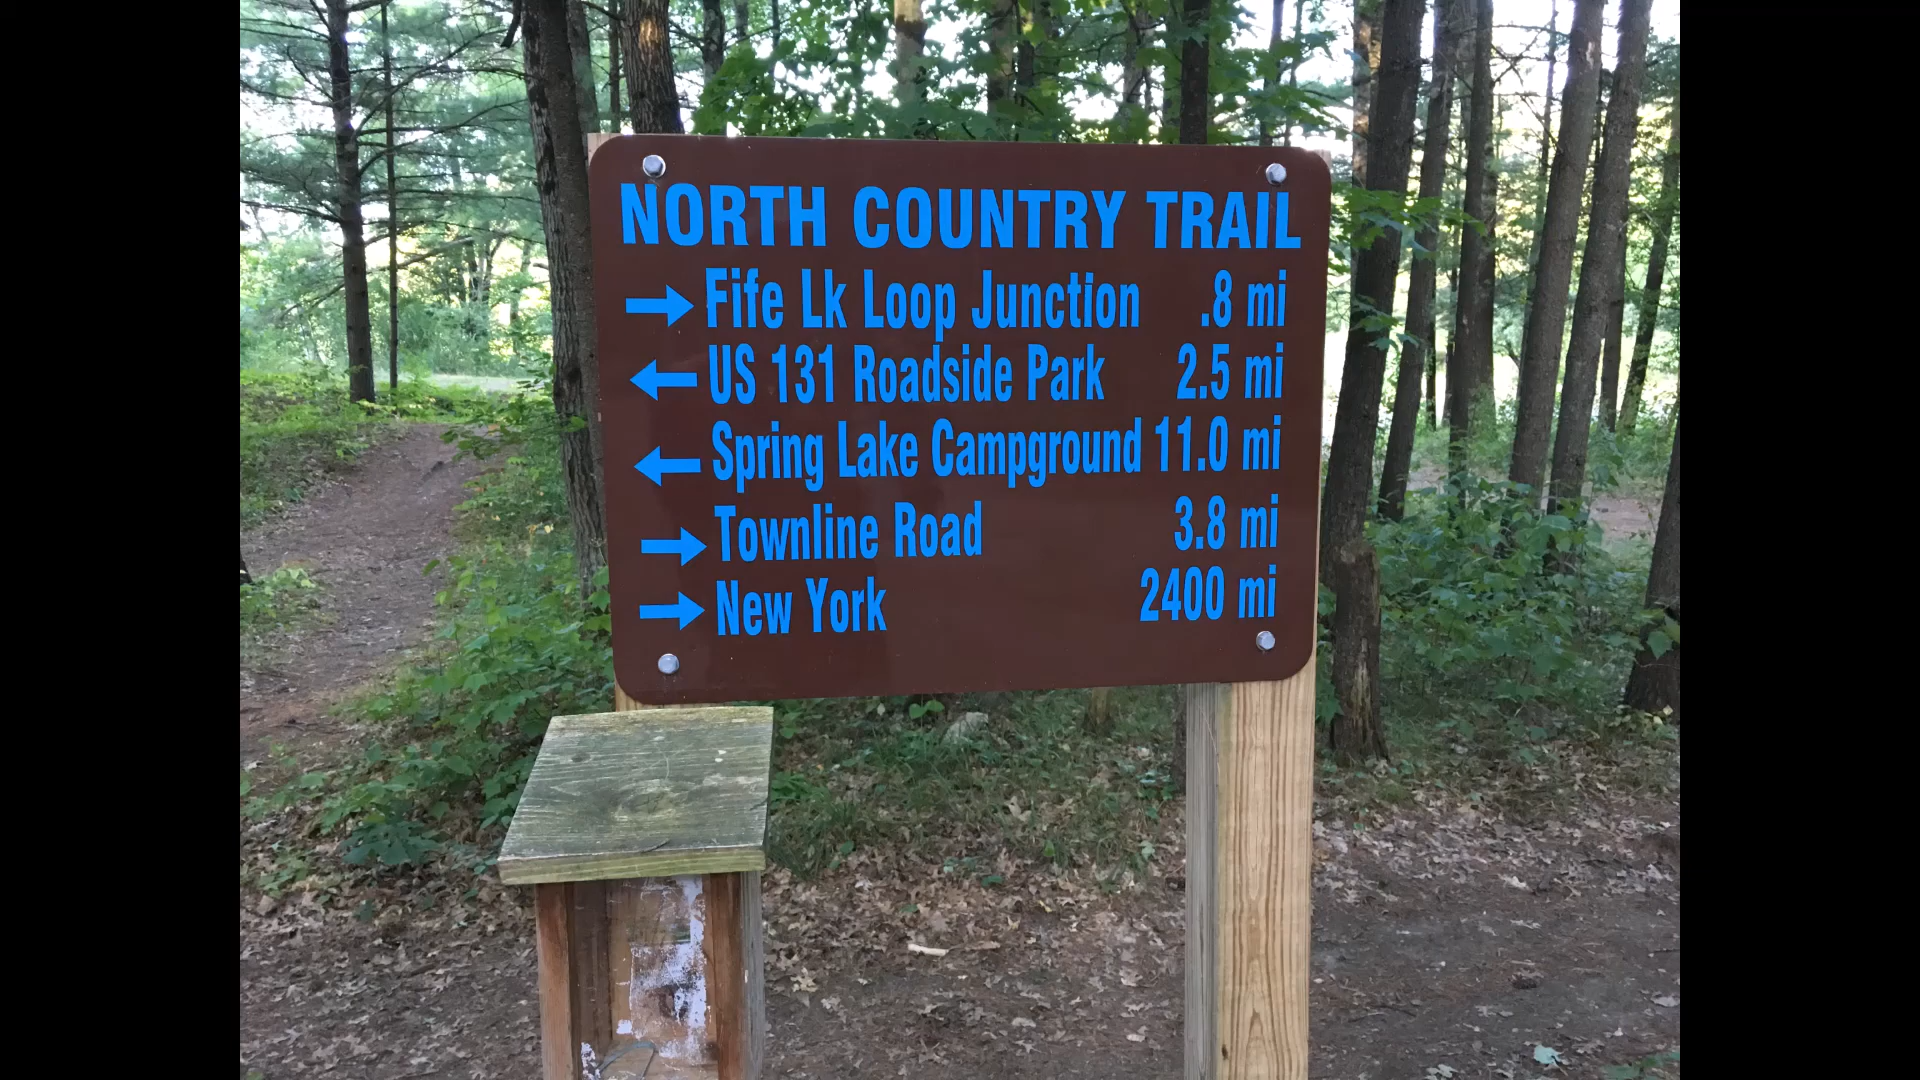 NORTH COUNTRY TRAIL
→ Fife Lk Loop Junction .8 mi
← US 131 Roadside Park 2.5 mi
← Spring Lake Campground 11.0 mi
→ Townline Road 3.8 mi
→ New York 2400 mi